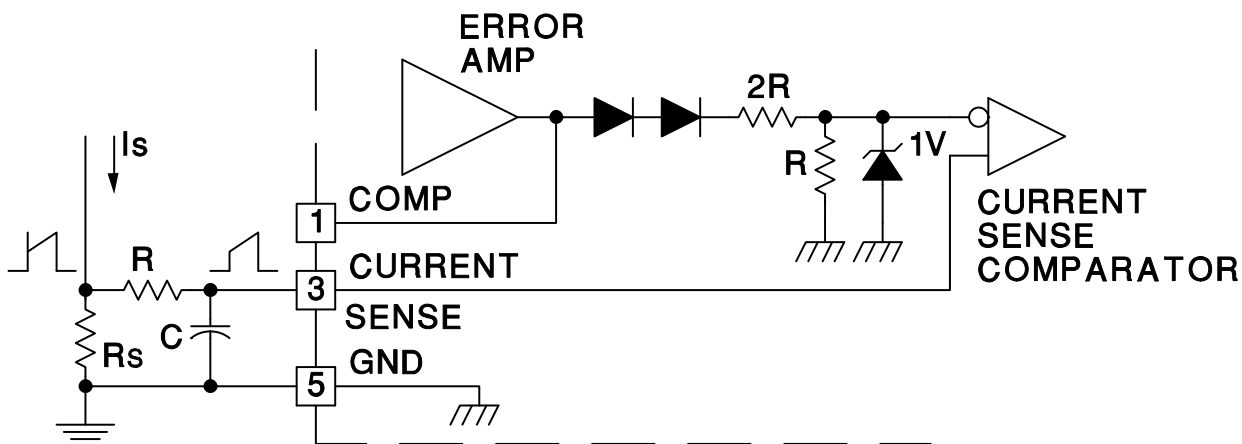 ERROR
AMP
2R
1V
R
Is
COMP
1
CURRENT
SENSE
COMPARATOR
R
CURRENT
3
SENSE
C
Rs
GND
5